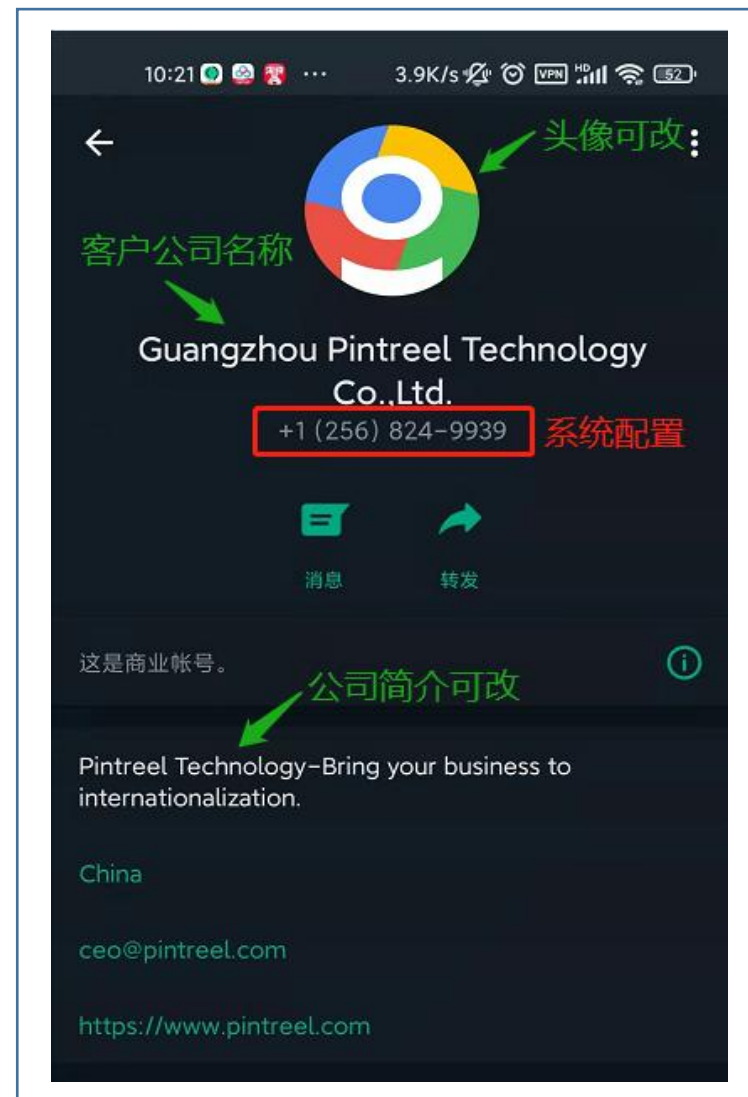 10:21 ... 3.9K/s VPN HD 52
头像可改
客户公司名称
Guangzhou Pintreel Technology
Co.,Ltd.
+1 (256) 824-9939 系统配置
消息 转发
这是商业帐号。
公司简介可改
Pintreel Technology-Bring your business to
internationalization.
China
ceo@pintreel.com
https://www.pintreel.com